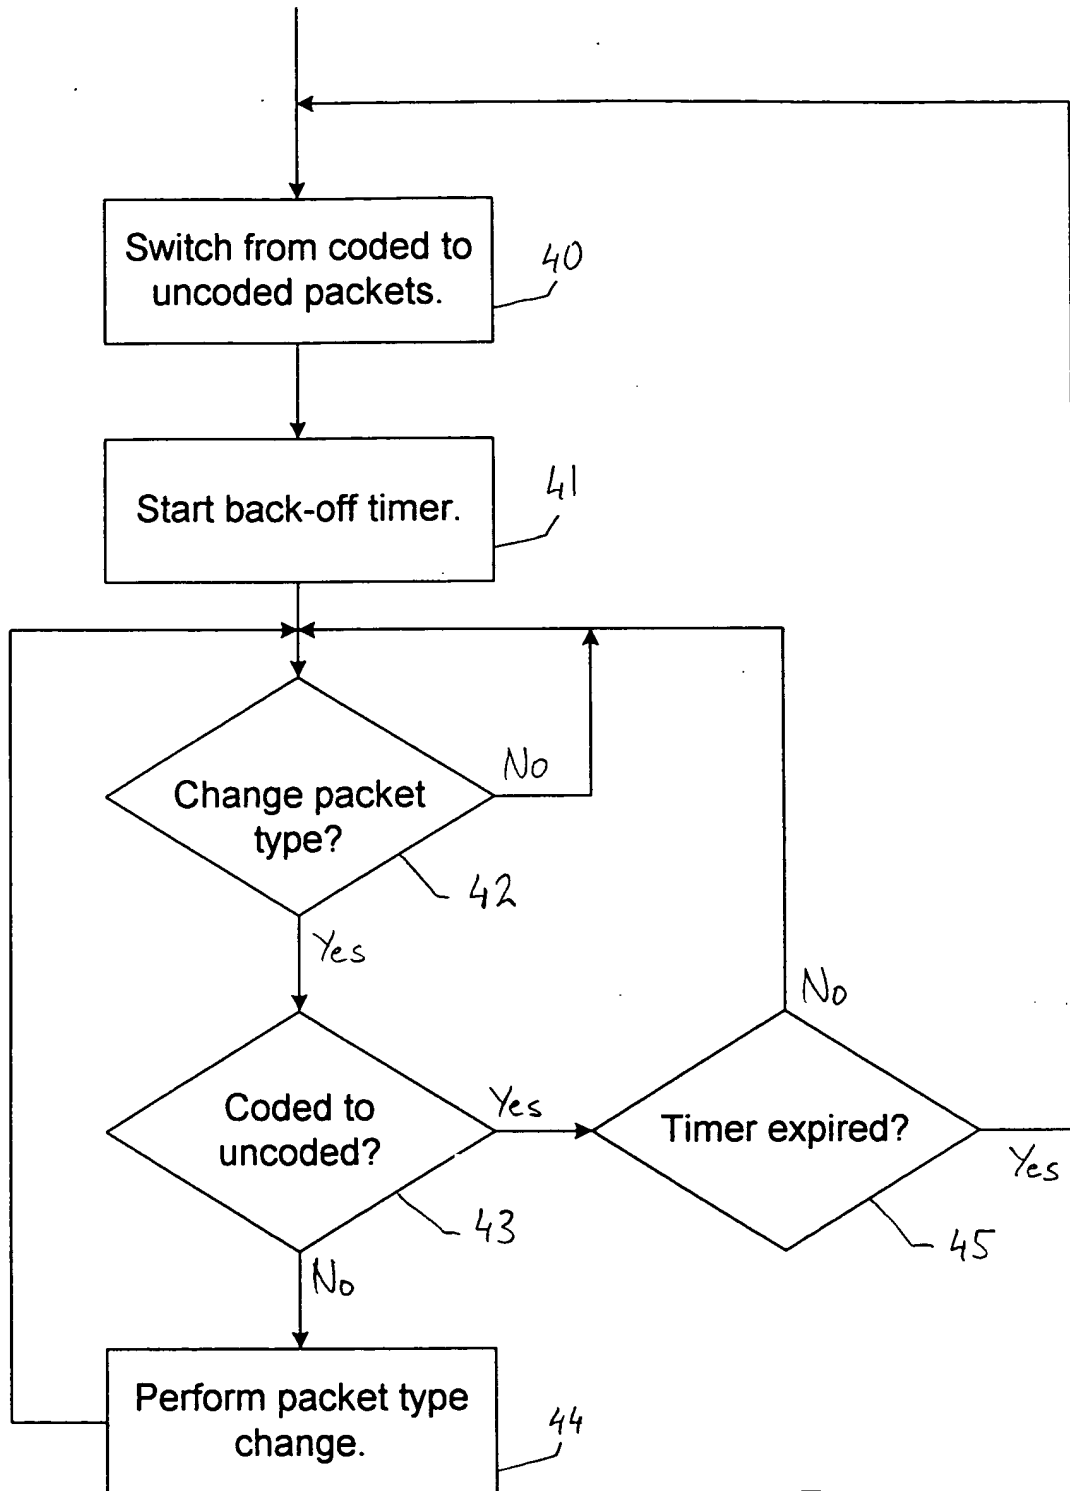 Switch from coded to
uncoded packets.
40
Start back-off timer.
41
Change packet
type?
No
42
Yes
Coded to
uncoded?
Yes
43
No
Timer expired?
No
Yes
45
Perform packet type
change.
44